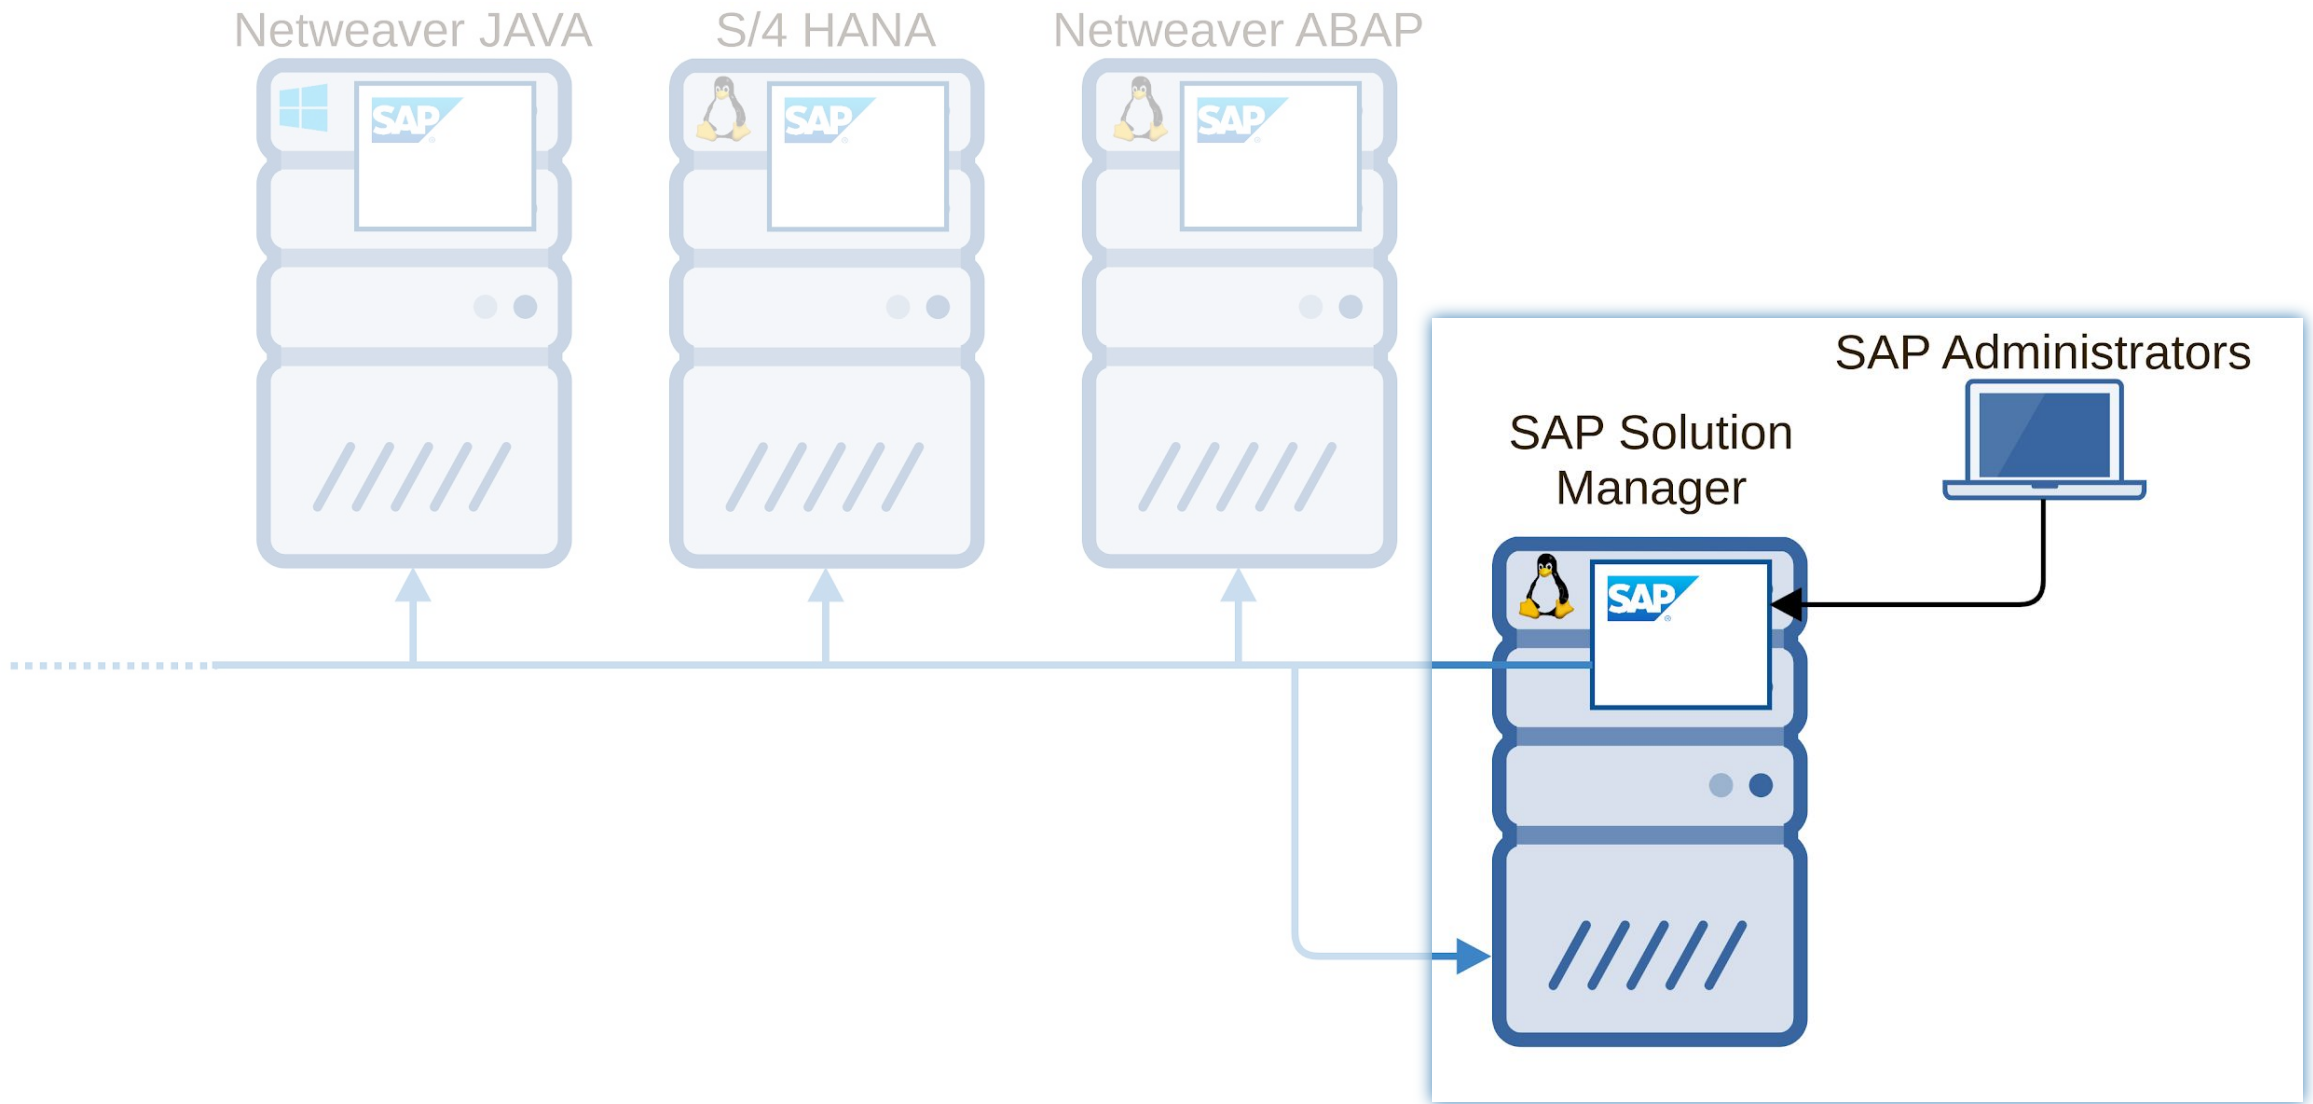 Netweaver JAVA
S/4 HANA
Netweaver ABAP
SAP®
SAP®
SAP®
SAP Administrators
SAP Solution
Manager
SAP®